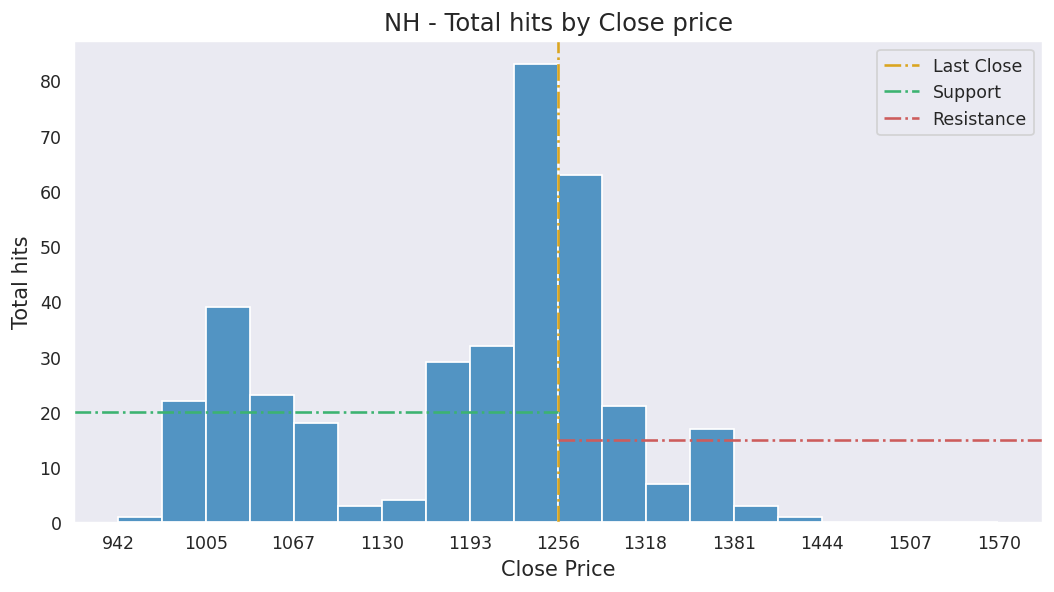 NH - Total hits by Close price
Last Close
Support
Resistance
Total hits
80
70
60
50
40
30
20
10
0
942 1005 1067 1130 1193 1256 1318 1381 1444 1507 1570
Close Price